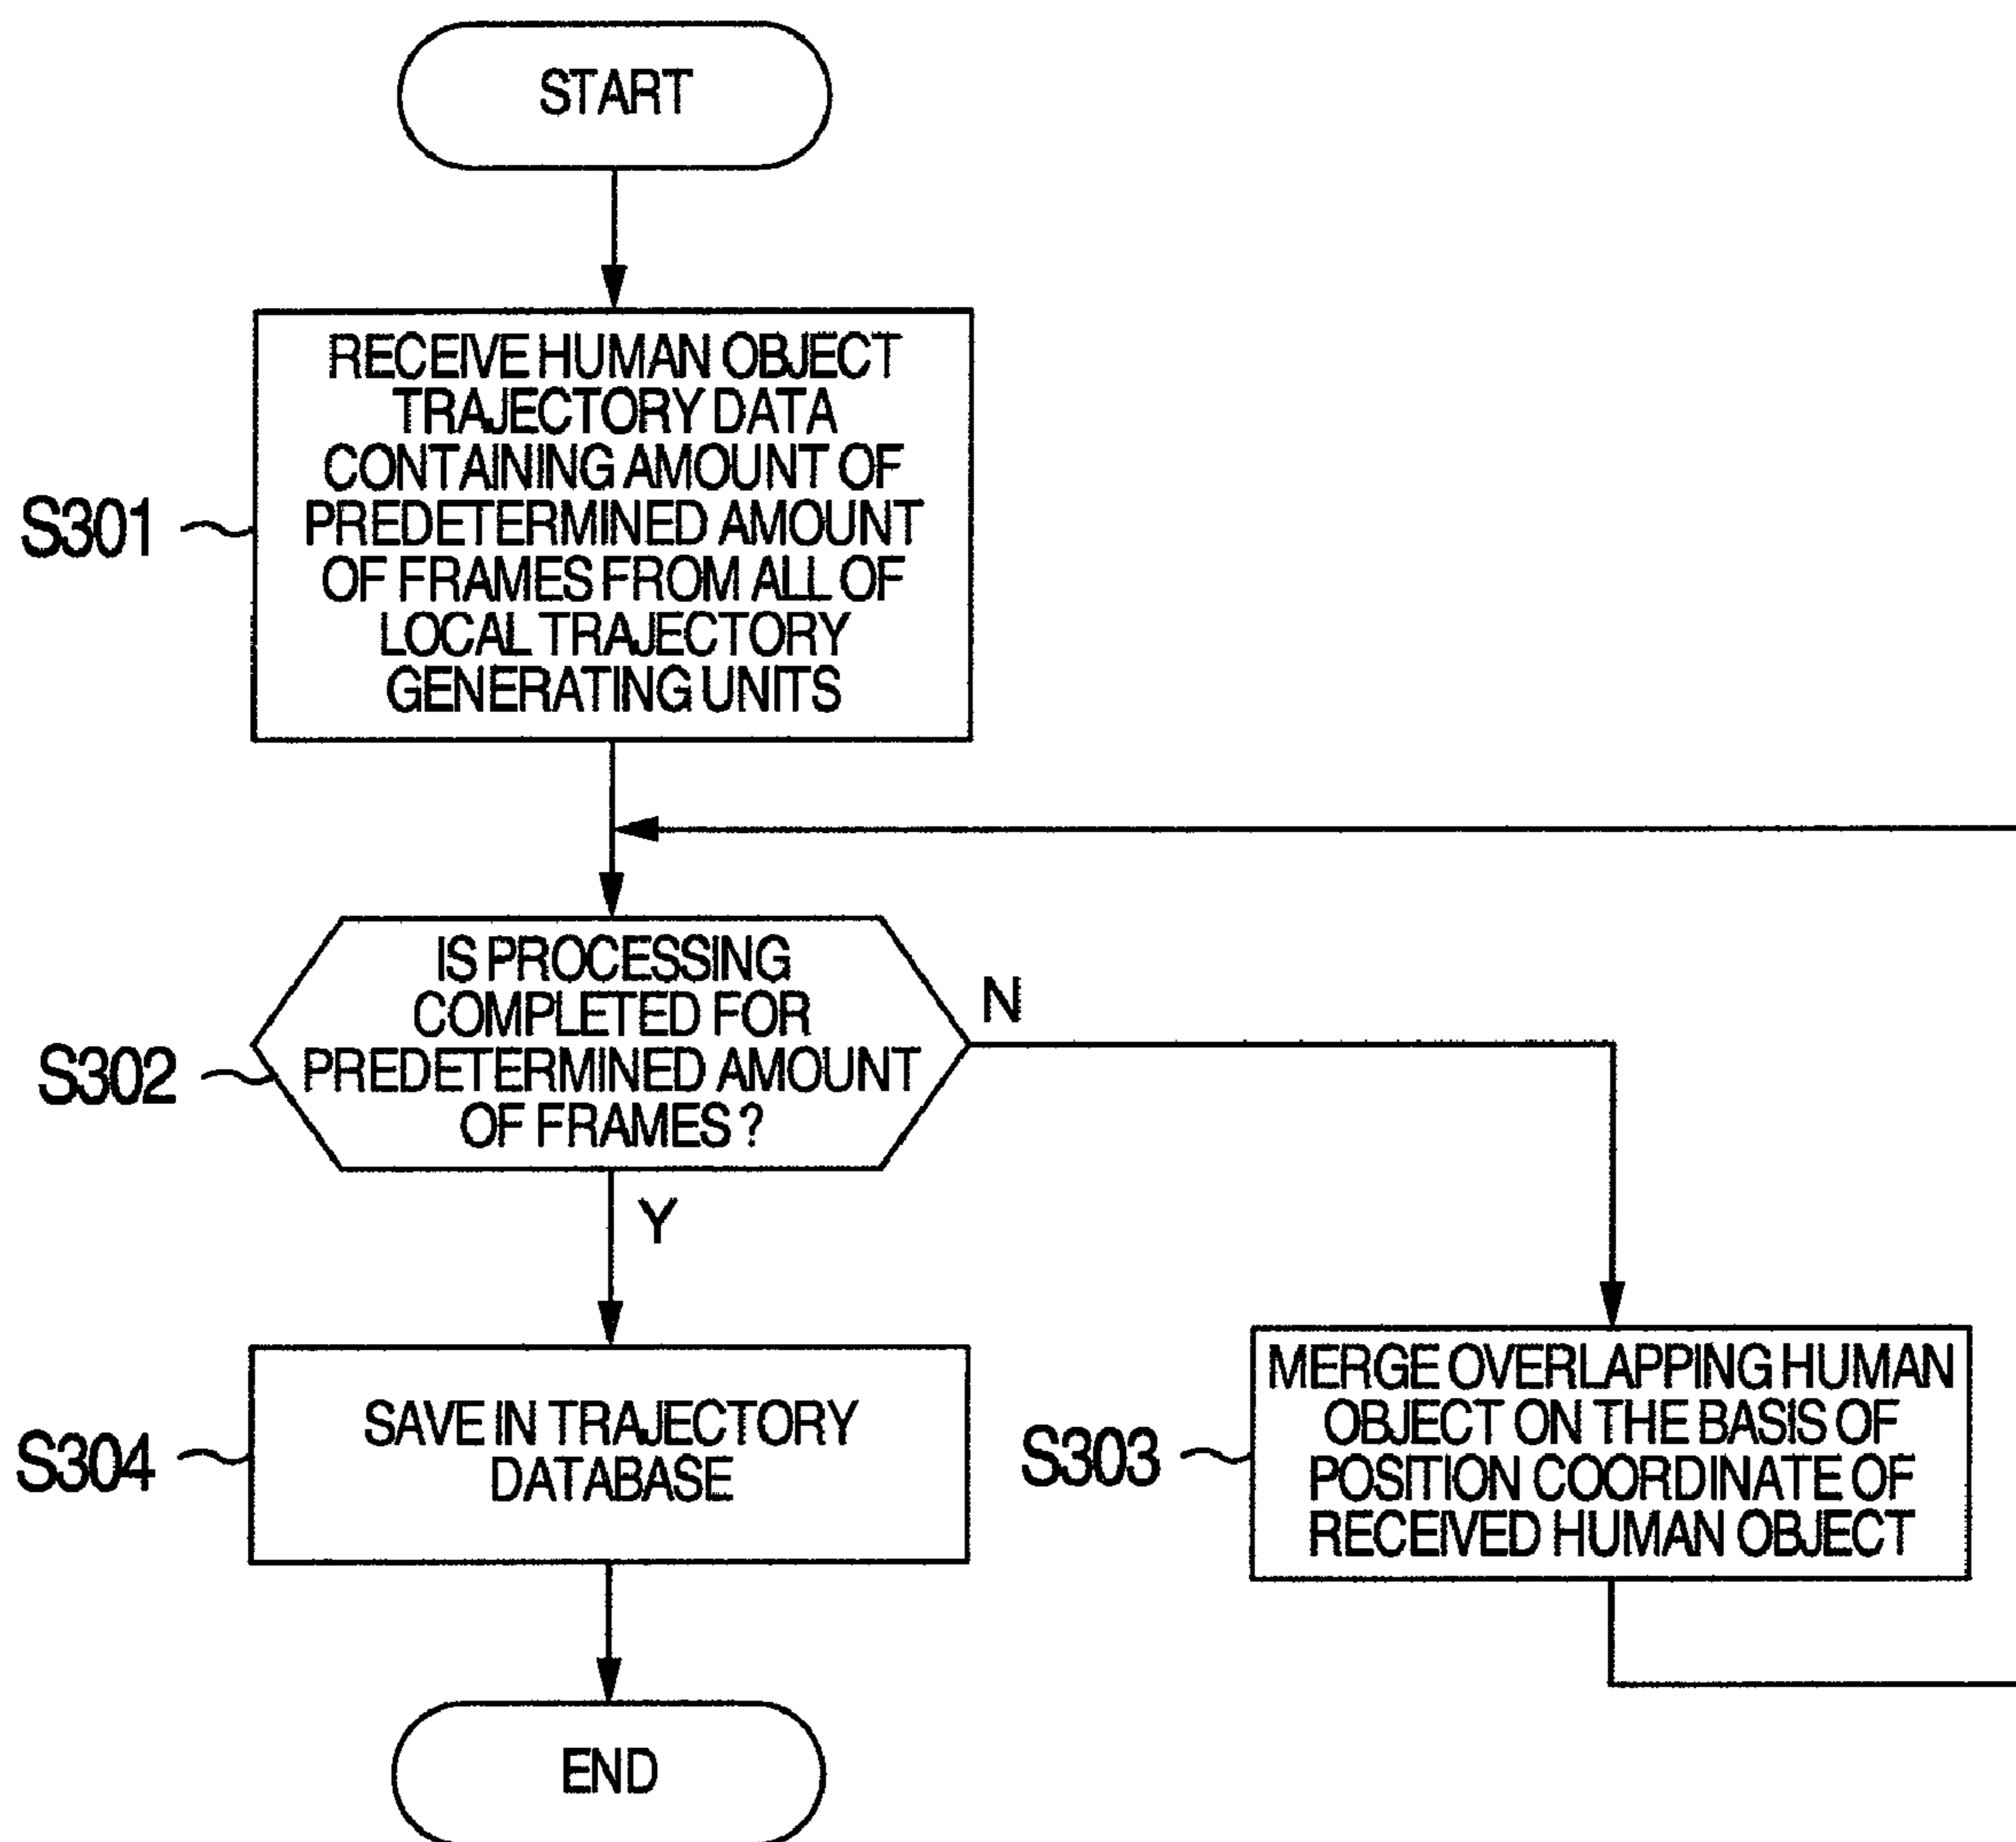 START
RECEIVE HUMAN OBJECT
TRAJECTORY DATA
CONTAINING AMOUNT OF
PREDETERMINED AMOUNT
OF FRAMES FROM ALL OF
LOCAL TRAJECTORY
GENERATING UNITS
S301
IS PROCESSING
COMPLETED FOR
PREDETERMINED AMOUNT
OF FRAMES ?
S302
N
Y
SAVE IN TRAJECTORY
DATABASE
S304
MERGE OVERLAPPING HUMAN
OBJECT ON THE BASIS OF
POSITION COORDINATE OF
RECEIVED HUMAN OBJECT
S303
END